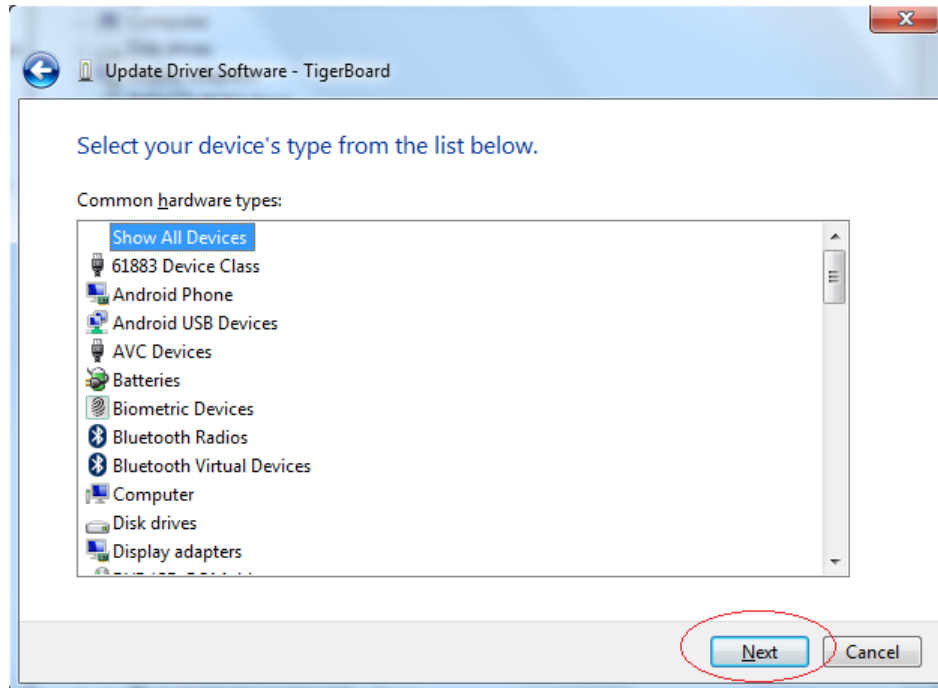 Update Driver Software - TigerBoard
Select your device's type from the list below.
Common hardware types:
Show All Devices
61883 Device Class
Android Phone
Android USB Devices
AVC Devices
Batteries
Biometric Devices
Bluetooth Radios
Bluetooth Virtual Devices
Computer
Disk drives
Display adapters
Next
Cancel